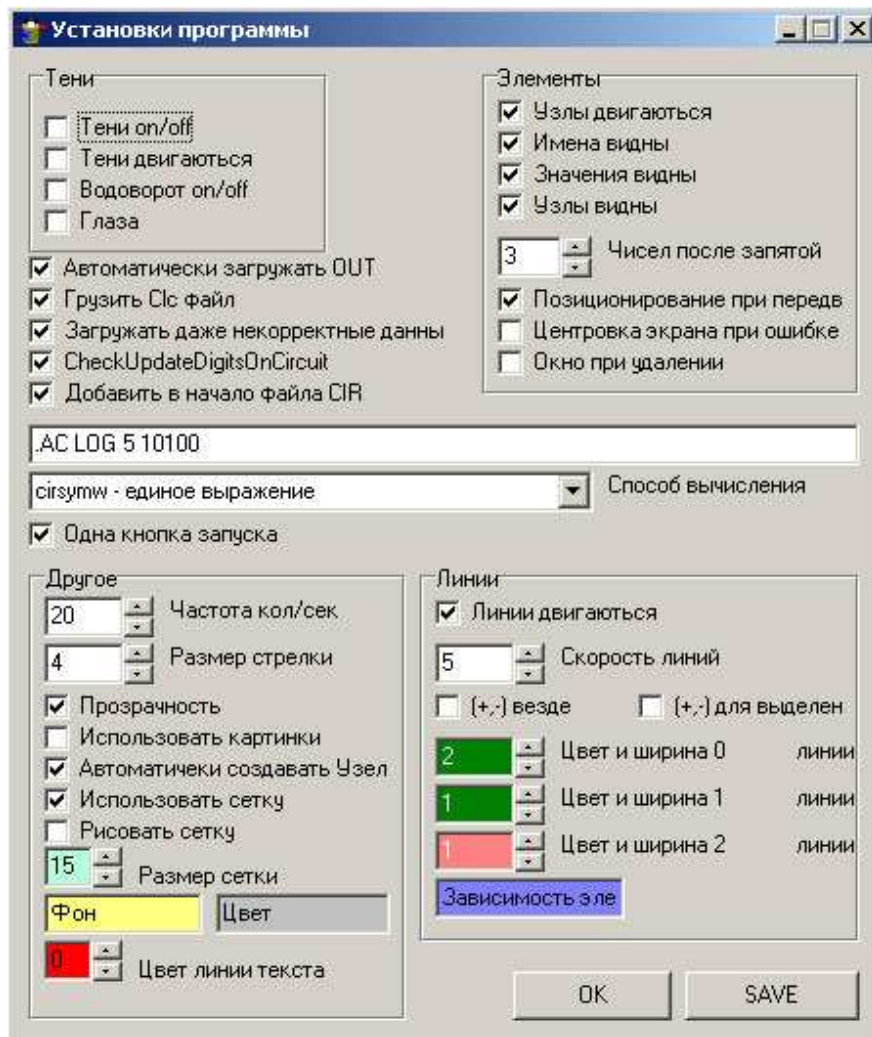 Установки программы
Тени
Тени on/off
Тени двигаються
Водоворот on/off
Глаза
Элементы
Узлы двигаються
Имена видны
Значения видны
Узлы видны
3 Чисел после запятой
Позиционирование при передв
Центровка экрана при ошибке
Окно при удалении
Автоматически загружать OUT
Грузить Clc файл
Загружать даже некорректные данны
CheckUpdateDigitsOnCircuit
Добавить в начало файла CIR
.AC LOG 5 10100
cirsymw - единое выражение Способ вычисления
Одна кнопка запуска
Другое
20 Частота кол/сек
4 Размер стрелки
Прозрачность
Использовать картинки
Автоматичеки создавать Узел
Использовать сетку
Рисовать сетку
15 Размер сетки
Фон Цвет
0 Цвет линии текста
Линии
Линии двигаються
5 Скорость линий
(+,-) везде (+,-) для выделен
2 Цвет и ширина 0 линии
1 Цвет и ширина 1 линии
1 Цвет и ширина 2 линии
Зависимость эле
OK SAVE